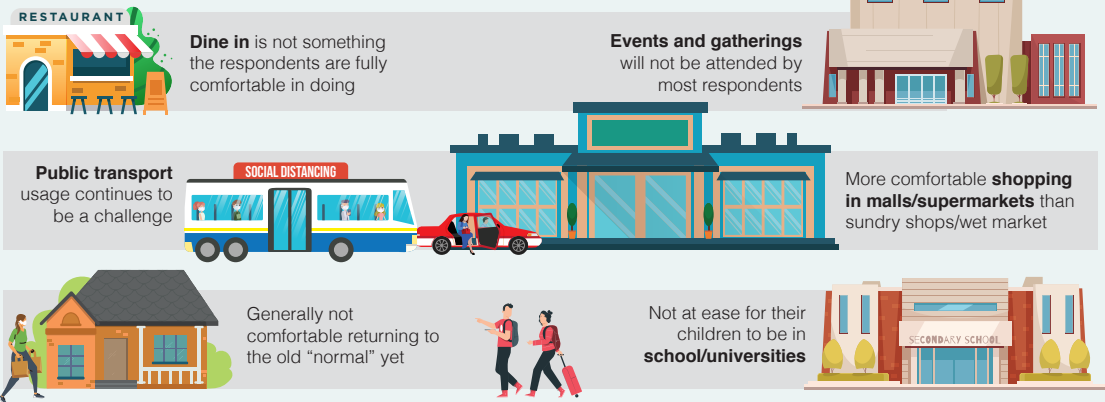 RESTAURANT
Dine in is not something
the respondents are fully
comfortable in doing
Events and gatherings
will not be attended by
most respondents
Public transport
usage continues to
be a challenge
SOCIAL DISTANCING
More comfortable shopping
in malls/supermarkets than
sundry shops/wet market
Generally not
comfortable returning to
the old “normal” yet
Not at ease for their
children to be in
school/universities
SECONDARY SCHOOL